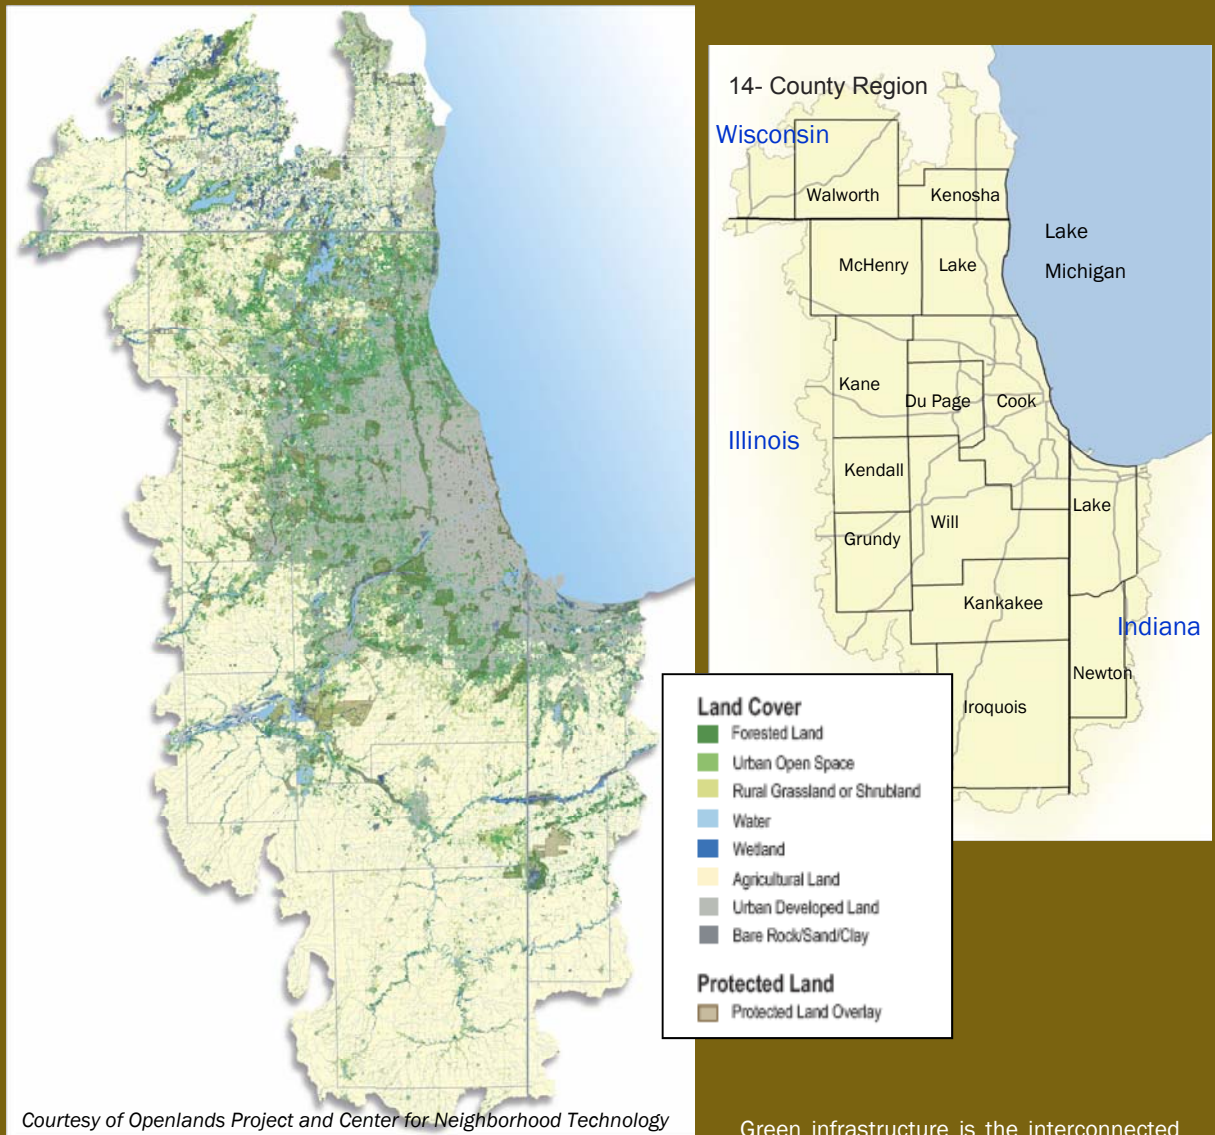 14- County Region
Wisconsin
Walworth
Kenosha
Lake
Michigan
McHenry
Lake
Kane
Du Page
Cook
Illinois
Kendall
Lake
Will
Grundy
Kankakee
Indiana
Newton
Iroquois
Land Cover
Forested Land
Urban Open Space
Rural Grassland or Shrubland
Water
Wetland
Agricultural Land
Urban Developed Land
Bare Rock/Sand/Clay
Protected Land
Protected Land Overlay
Courtesy of Openlands Project and Center for Neighborhood Technology
Green infrastructure is the interconnected